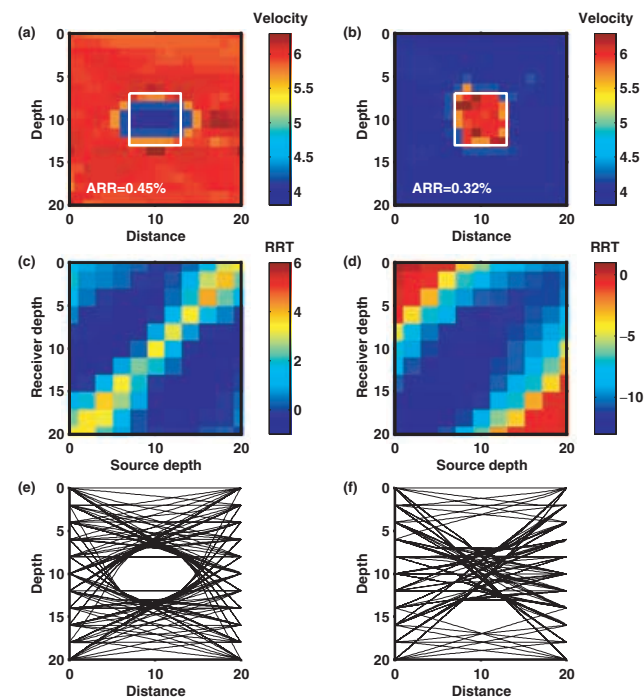 (a) Velocity
0
5
10
15
20
Depth
ARR=0.45%
0 10 20
Distance
6
5.5
5
4.5
4
(b) Velocity
0
5
10
15
20
Depth
ARR=0.32%
0 10 20
Distance
6
5.5
5
4.5
4
(c) RRT
0
5
10
15
20
Receiver depth
0 10 20
Source depth
6
4
2
0
(d) RRT
0
5
10
15
20
Receiver depth
0 10 20
Source depth
0
−5
−10
(e)
0
5
10
15
20
Depth
0 10 20
Distance
(f)
0
5
10
15
20
Depth
0 10 20
Distance